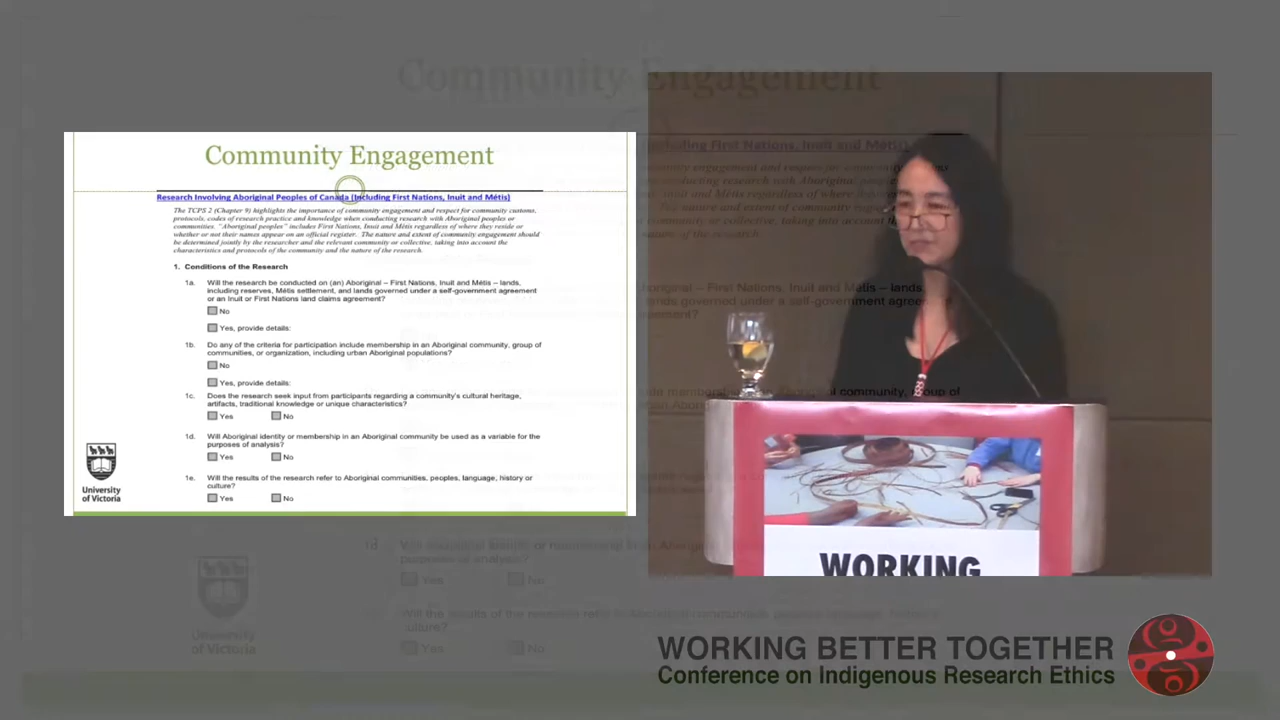 Community Engagement
Research Involving Aboriginal Peoples of Canada (Including First Nations, Inuit and Métis)
The TCPS 2 (Chapter 9) highlights the importance of community engagement and respect for community customs,
protocols, codes of research practice and knowledge when conducting research with Aboriginal peoples or
communities. "Aboriginal peoples" includes First Nations, Inuit and Métis regardless of where they reside or
whether or not their names appear on an official register. The nature and extent of community engagement should
be determined jointly by the researcher and the relevant community or collective, taking into account the
characteristics and protocols of the community and the nature of the research.
1. Conditions of the Research
1a. Will the research be conducted on (an) Aboriginal – First Nations, Inuit and Métis – lands,
including reserves, Métis settlement, and lands governed under a self-government agreement
or an Inuit or First Nations land claims agreement?
No
Yes, provide details:
1b. Do any of the criteria for participation include membership in an Aboriginal community, group of
communities, or organization, including urban Aboriginal populations?
No
Yes, provide details:
1c. Does the research seek input from participants regarding a community's cultural heritage,
artifacts, traditional knowledge or unique characteristics?
Yes No
1d. Will Aboriginal identity or membership in an Aboriginal community be used as a variable for the
purposes of analysis?
Yes No
1e. Will the results of the research refer to Aboriginal communities, peoples, language, history or
culture?
Yes No
University
of Victoria
WORKING
WORKING BETTER TOGETHER
Conference on Indigenous Research Ethics